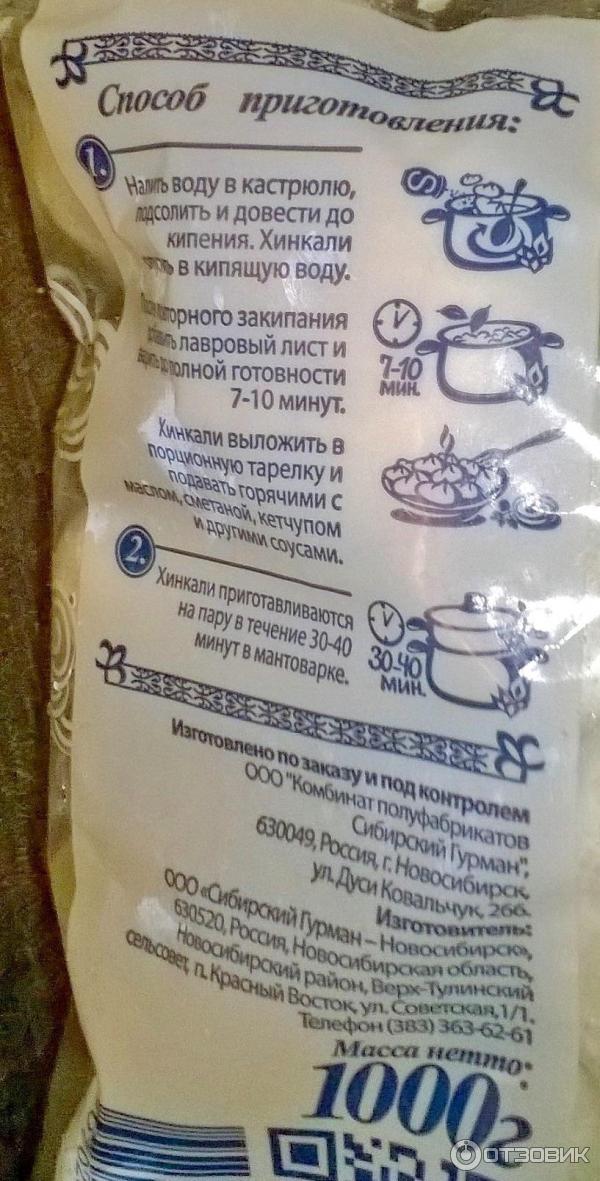 Способ приготовления:
1.
Налить воду в кастрюлю,
подсолить и довести до
кипения. Хинкали
в кипящую воду.
повторного закипания
добавить лавровый лист и
варить до полной готовности
7-10 минут.
7-10
мин.
Хинкали выложить в
порционную тарелку и
подавать горячими с
маслом, сметаной, кетчупом
и другими соусами.
2.
Хинкали приготавливаются
на пару в течение 30-40
минут в мантоварке.
30-40
мин.
Изготовлено по заказу и под контролем
ООО "Комбинат полуфабрикатов
Сибирский Гурман",
630049, Россия, г. Новосибирск,
ул. Дуси Ковальчук, 266.
Изготовитель:
ООО «Сибирский Гурман – Новосибирск»,
630520, Россия, Новосибирская область,
Новосибирский район, Верх-Тулинский
сельсовет, п. Красный Восток, ул. Советская, 1/1.
Телефон (383) 363-62-61
Масса нетто:
1000г
ОТЗОВИК